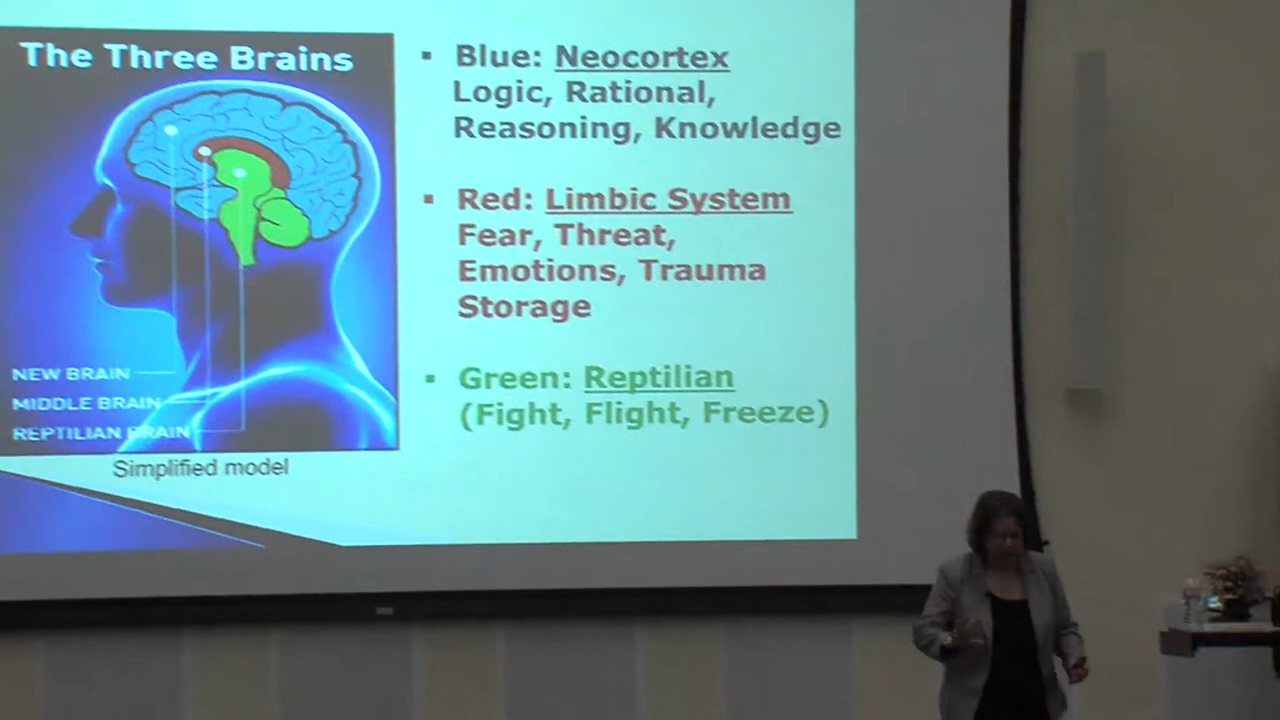 The Three Brains
NEW BRAIN
MIDDLE BRAIN
REPTILIAN BRAIN
Simplified model
▪ Blue: Neocortex
Logic, Rational,
Reasoning, Knowledge
▪ Red: Limbic System
Fear, Threat,
Emotions, Trauma
Storage
▪ Green: Reptilian
(Fight, Flight, Freeze)